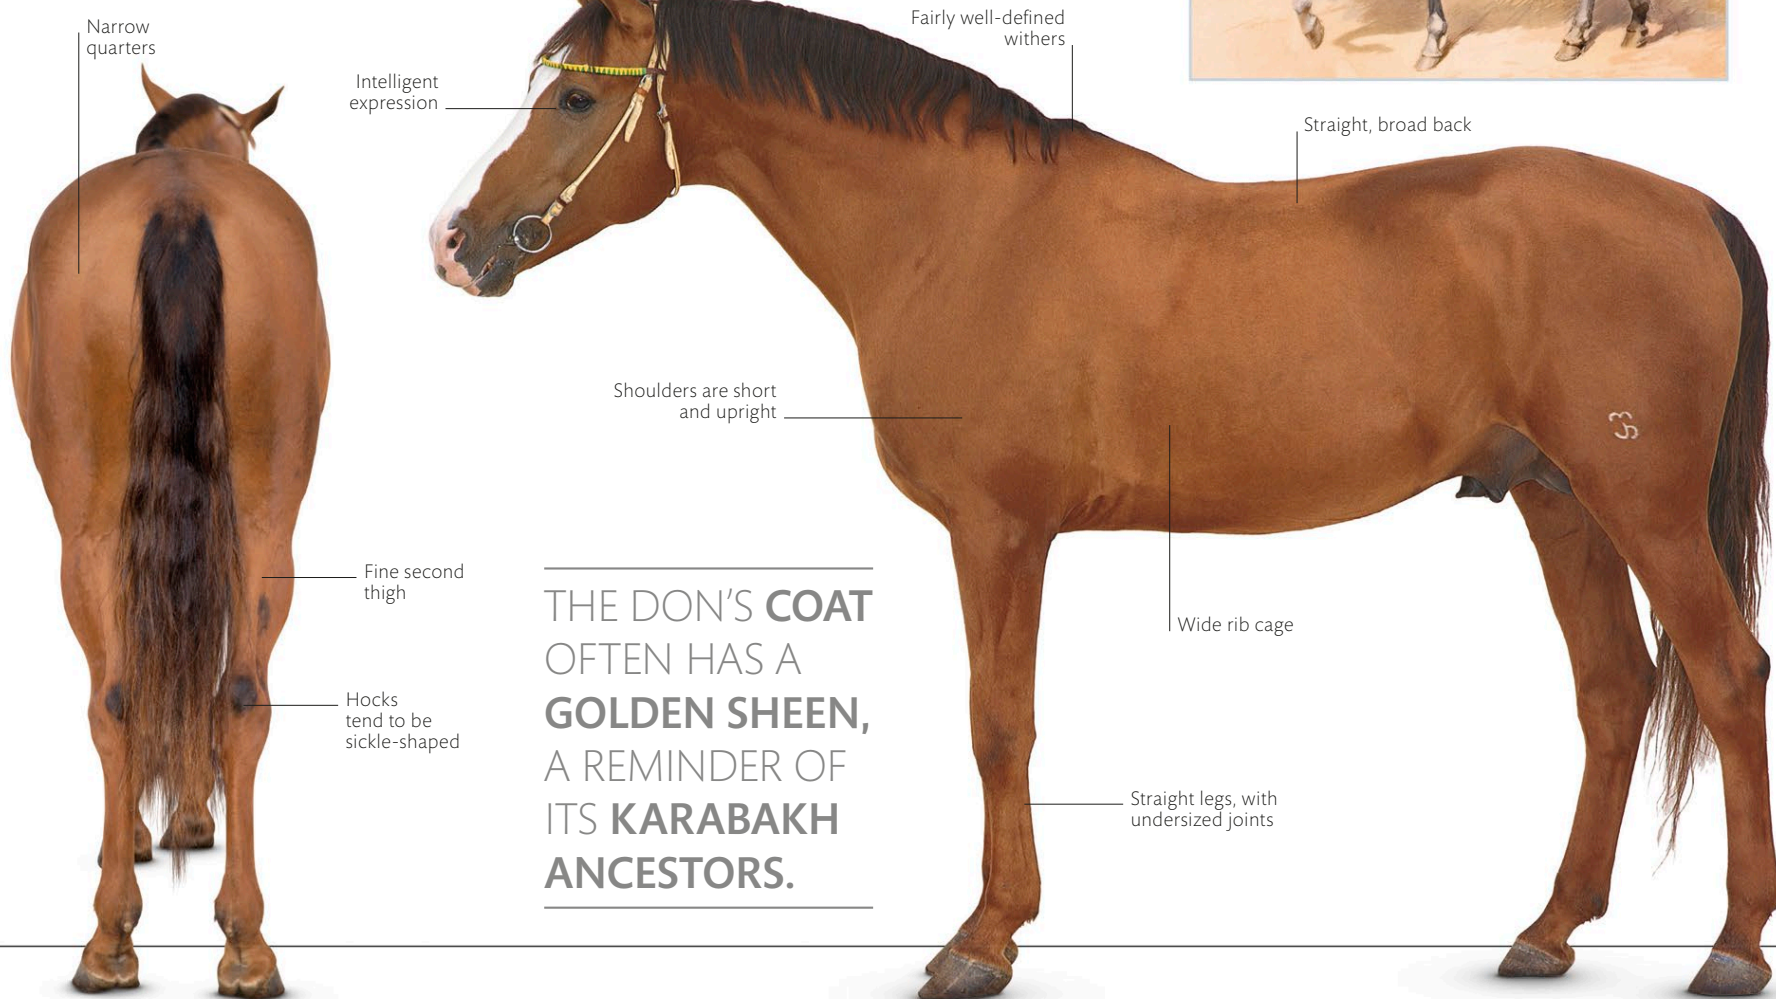 Narrow
quarters
Intelligent
expression
Fairly well-defined
withers
Straight, broad back
Shoulders are short
and upright
Fine second
thigh
Wide rib cage
Hocks
tend to be
sickle-shaped
Straight legs, with
undersized joints
THE DON’S COAT
OFTEN HAS A
GOLDEN SHEEN,
A REMINDER OF
ITS KARABAKH
ANCESTORS.